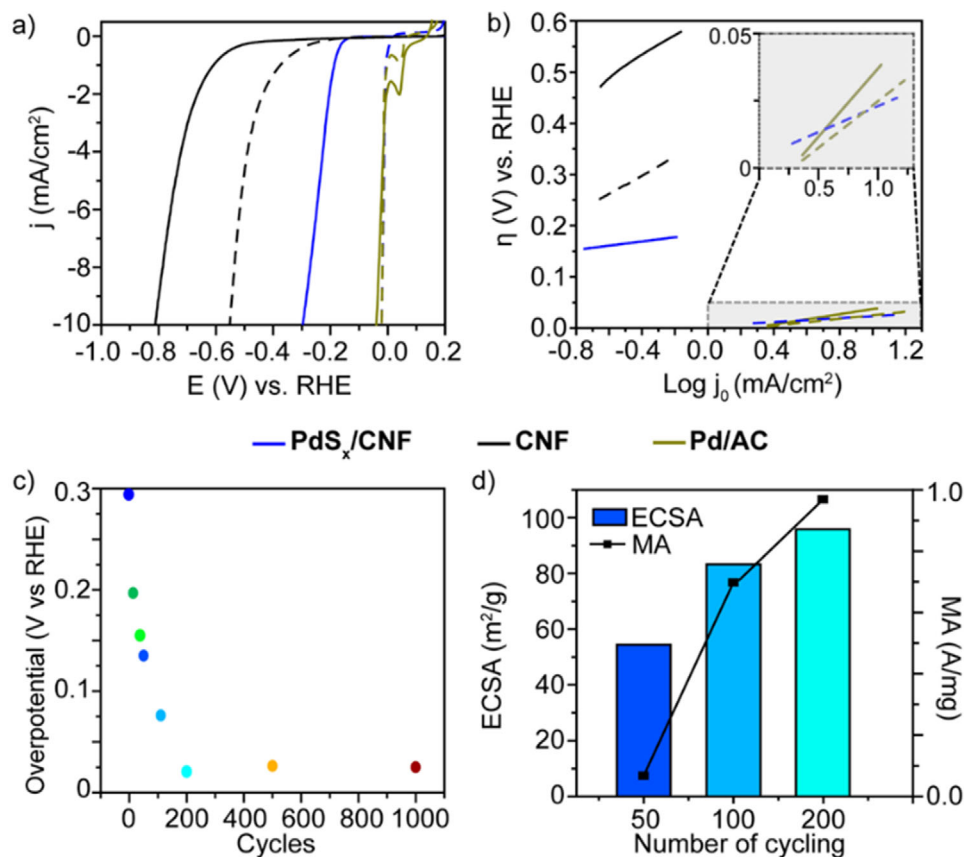 a)
0
-2
-4
-6
-8
-10
j (mA/cm²)
-1.0 -0.8 -0.6 -0.4 -0.2 0.0 0.2
E (V) vs. RHE
b)
0.6
0.5
0.4
0.3
0.2
0.1
0.0
η (V) vs. RHE
0.05
0
0.5 1.0
-0.8 -0.4 0.0 0.4 0.8 1.2
Log j₀ (mA/cm²)
PdSₓ/CNF CNF Pd/AC
c)
0.3
0.2
0.1
0
Overpotential (V vs RHE)
0 200 400 600 800 1000
Cycles
d)
ECSA
MA
100
80
60
40
20
0
ECSA (m²/g)
1.0
0.0
MA (A/mg)
50 100 200
Number of cycling